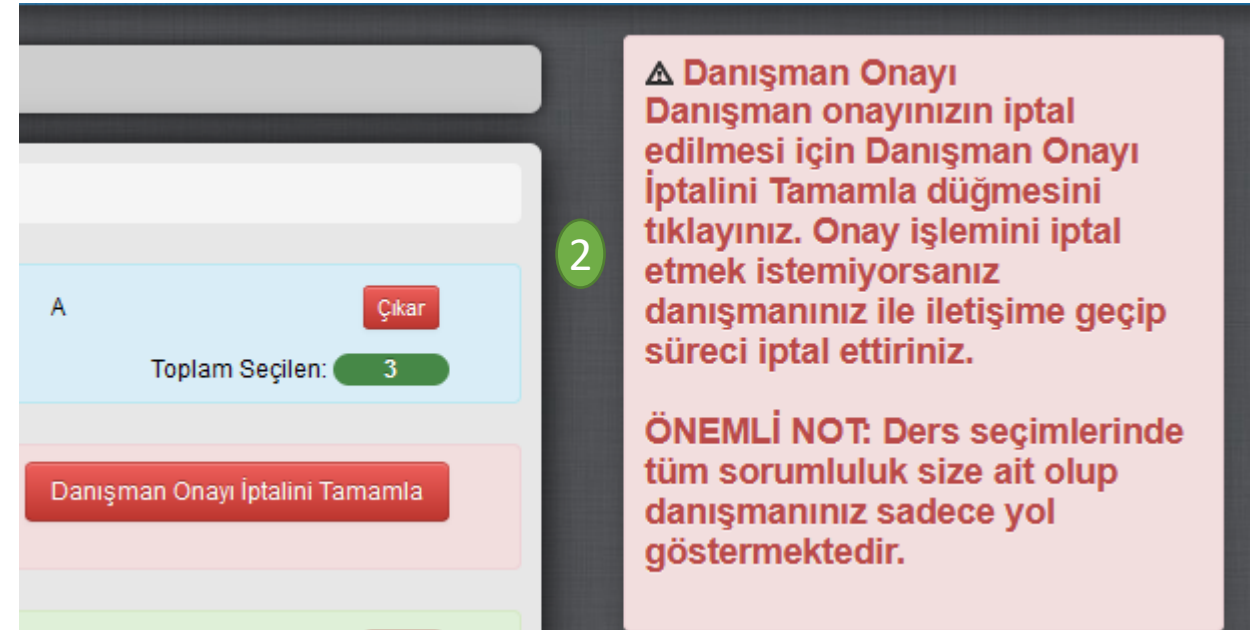 A
Çıkar
Toplam Seçilen: 3
Danışman Onayı İptalini Tamamla
2
Danışman Onayı
Danışman onayınızın iptal
edilmesi için Danışman Onayı
İptalini Tamamla düğmesini
tıklayınız. Onay işlemini iptal
etmek istemiyorsanız
danışmanınız ile iletişime geçip
süreci iptal ettiriniz.
ÖNEMLİ NOT: Ders seçimlerinde
tüm sorumluluk size ait olup
danışmanınız sadece yol
göstermektedir.